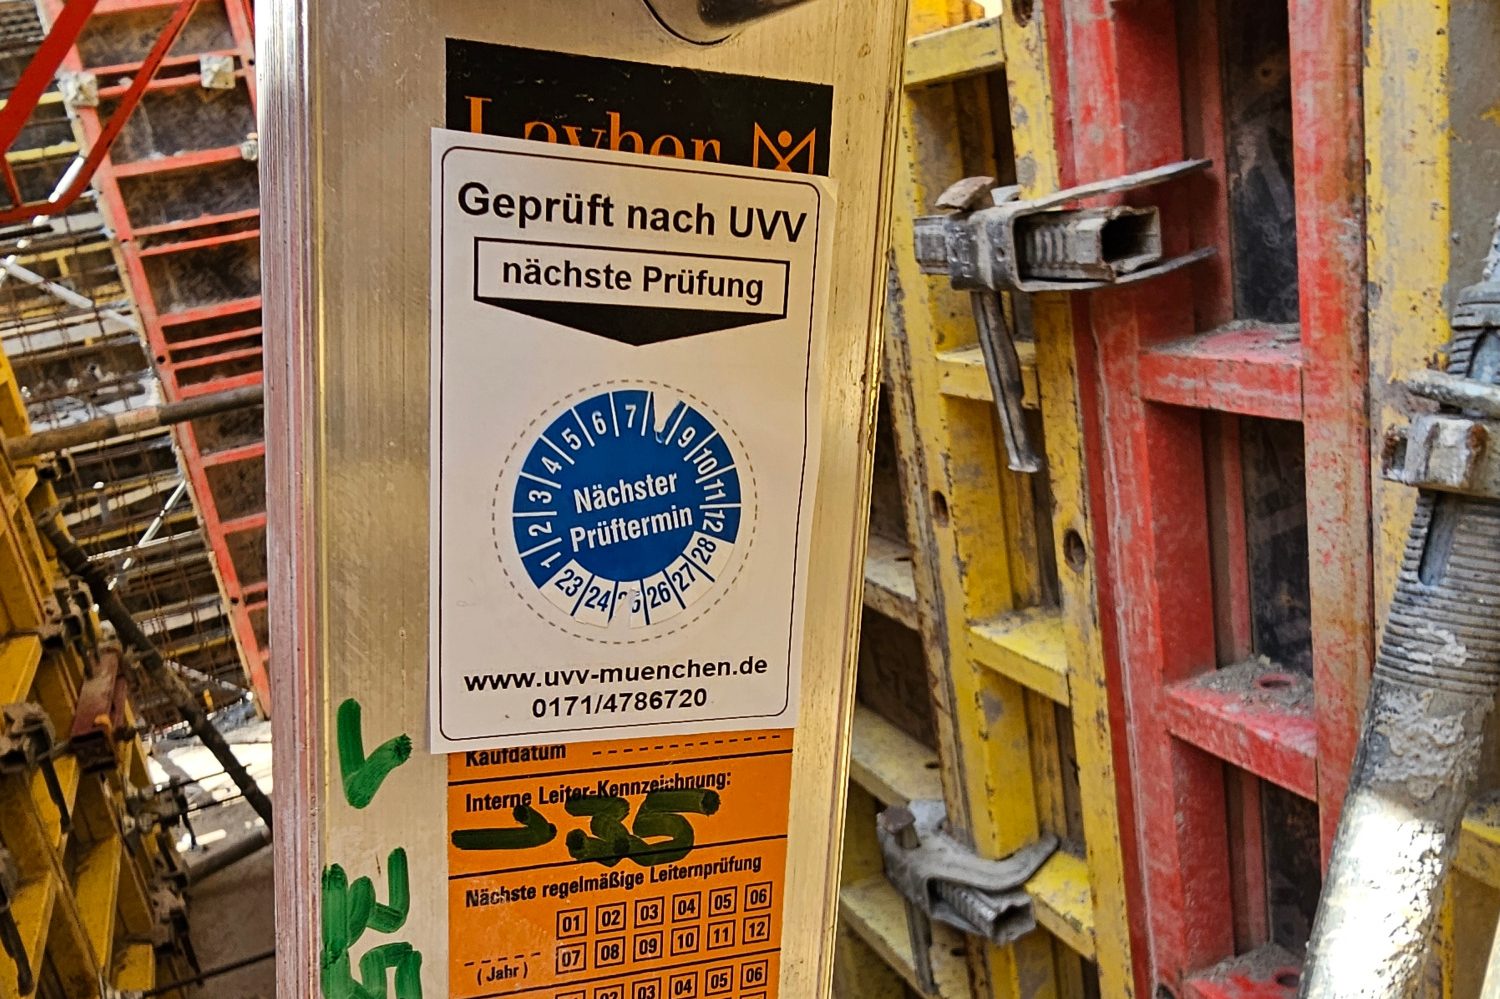 Layher
Geprüft nach UVV
nächste Prüfung
1 2 3 4 5 6 7 9 10 11 12
Nächster
Prüftermin
23 24 25 26 27 28
www.uvv-muenchen.de
0171/4786720
Kaufdatum
Interne Leiter-Kennzeichnung:
35
Nächste regelmäßige Leiternprüfung
01 02 03 04 05 06
07 08 09 10 11 12
(Jahr)
01 02 03 04 05 06